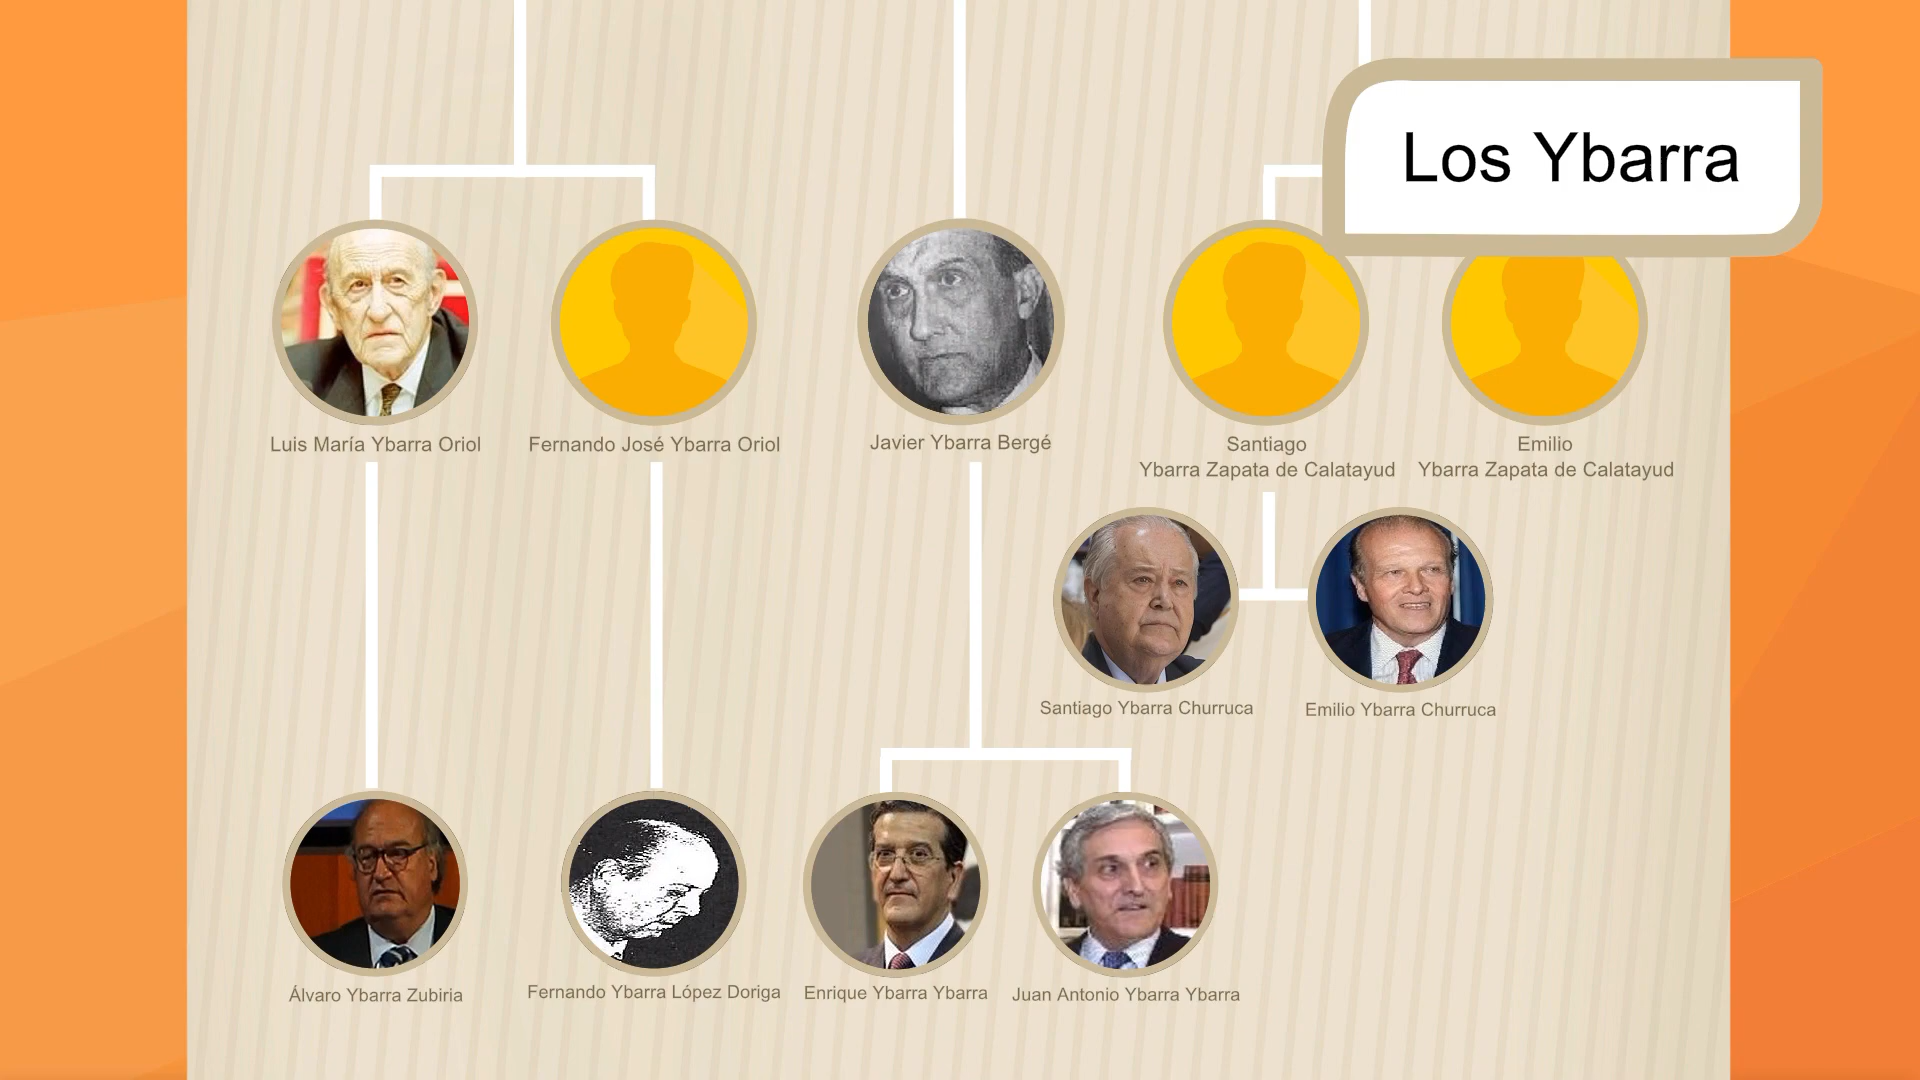 Los Ybarra
Luis María Ybarra Oriol
Fernando José Ybarra Oriol
Javier Ybarra Bergé
Santiago
Ybarra Zapata de Calatayud
Emilio
Ybarra Zapata de Calatayud
Santiago Ybarra Churruca
Emilio Ybarra Churruca
Álvaro Ybarra Zubiria
Fernando Ybarra López Doriga
Enrique Ybarra Ybarra
Juan Antonio Ybarra Ybarra